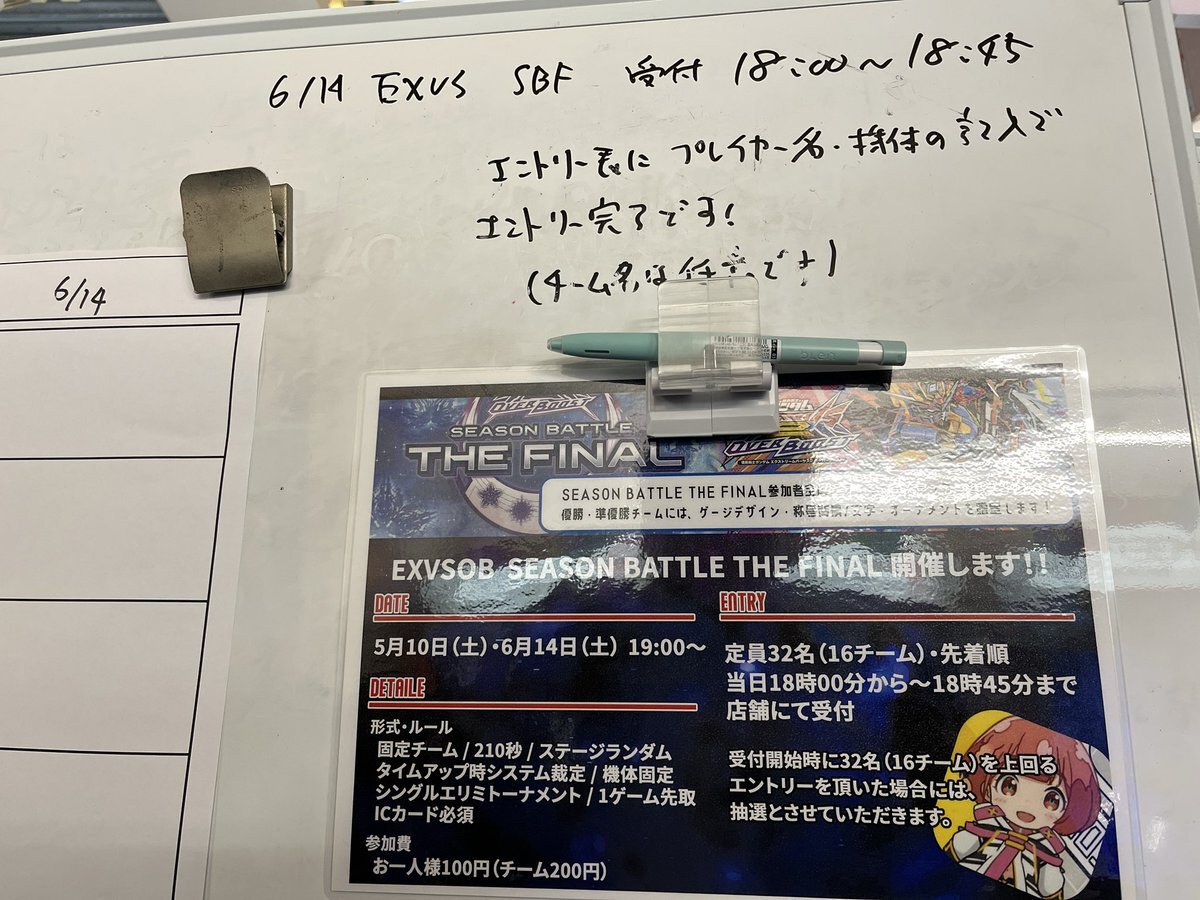 6/14 EXVS SBF 受付 18:00〜18:45
エントリー表に プレイヤー名・機体の記入で
エントリー完了です!
(チーム名は任意です)
6/14
OVERBOOST
SEASON BATTLE
THE FINAL
OVERBOOST
SEASON BATTLE THE FINAL参加者全
優勝・準優勝チームには、ゲージデザイン・称号
EXVSOB SEASON BATTLE THE FINAL 開催します!!
DATE
5月10日(土)・6月14日(土) 19:00〜
DETAILE
形式・ルール
固定チーム / 210秒 / ステージランダム
タイムアップ時システム裁定 / 機体固定
シングルエリミトーナメント / 1ゲーム先取
ICカード必須
参加費
お一人様100円(チーム200円)
ENTRY
定員32名(16チーム)・先着順
当日18時00分から〜18時45分まで
店舗にて受付
受付開始時に32名(16チーム)を上回る
エントリーを頂いた場合には、
抽選とさせていただきます。